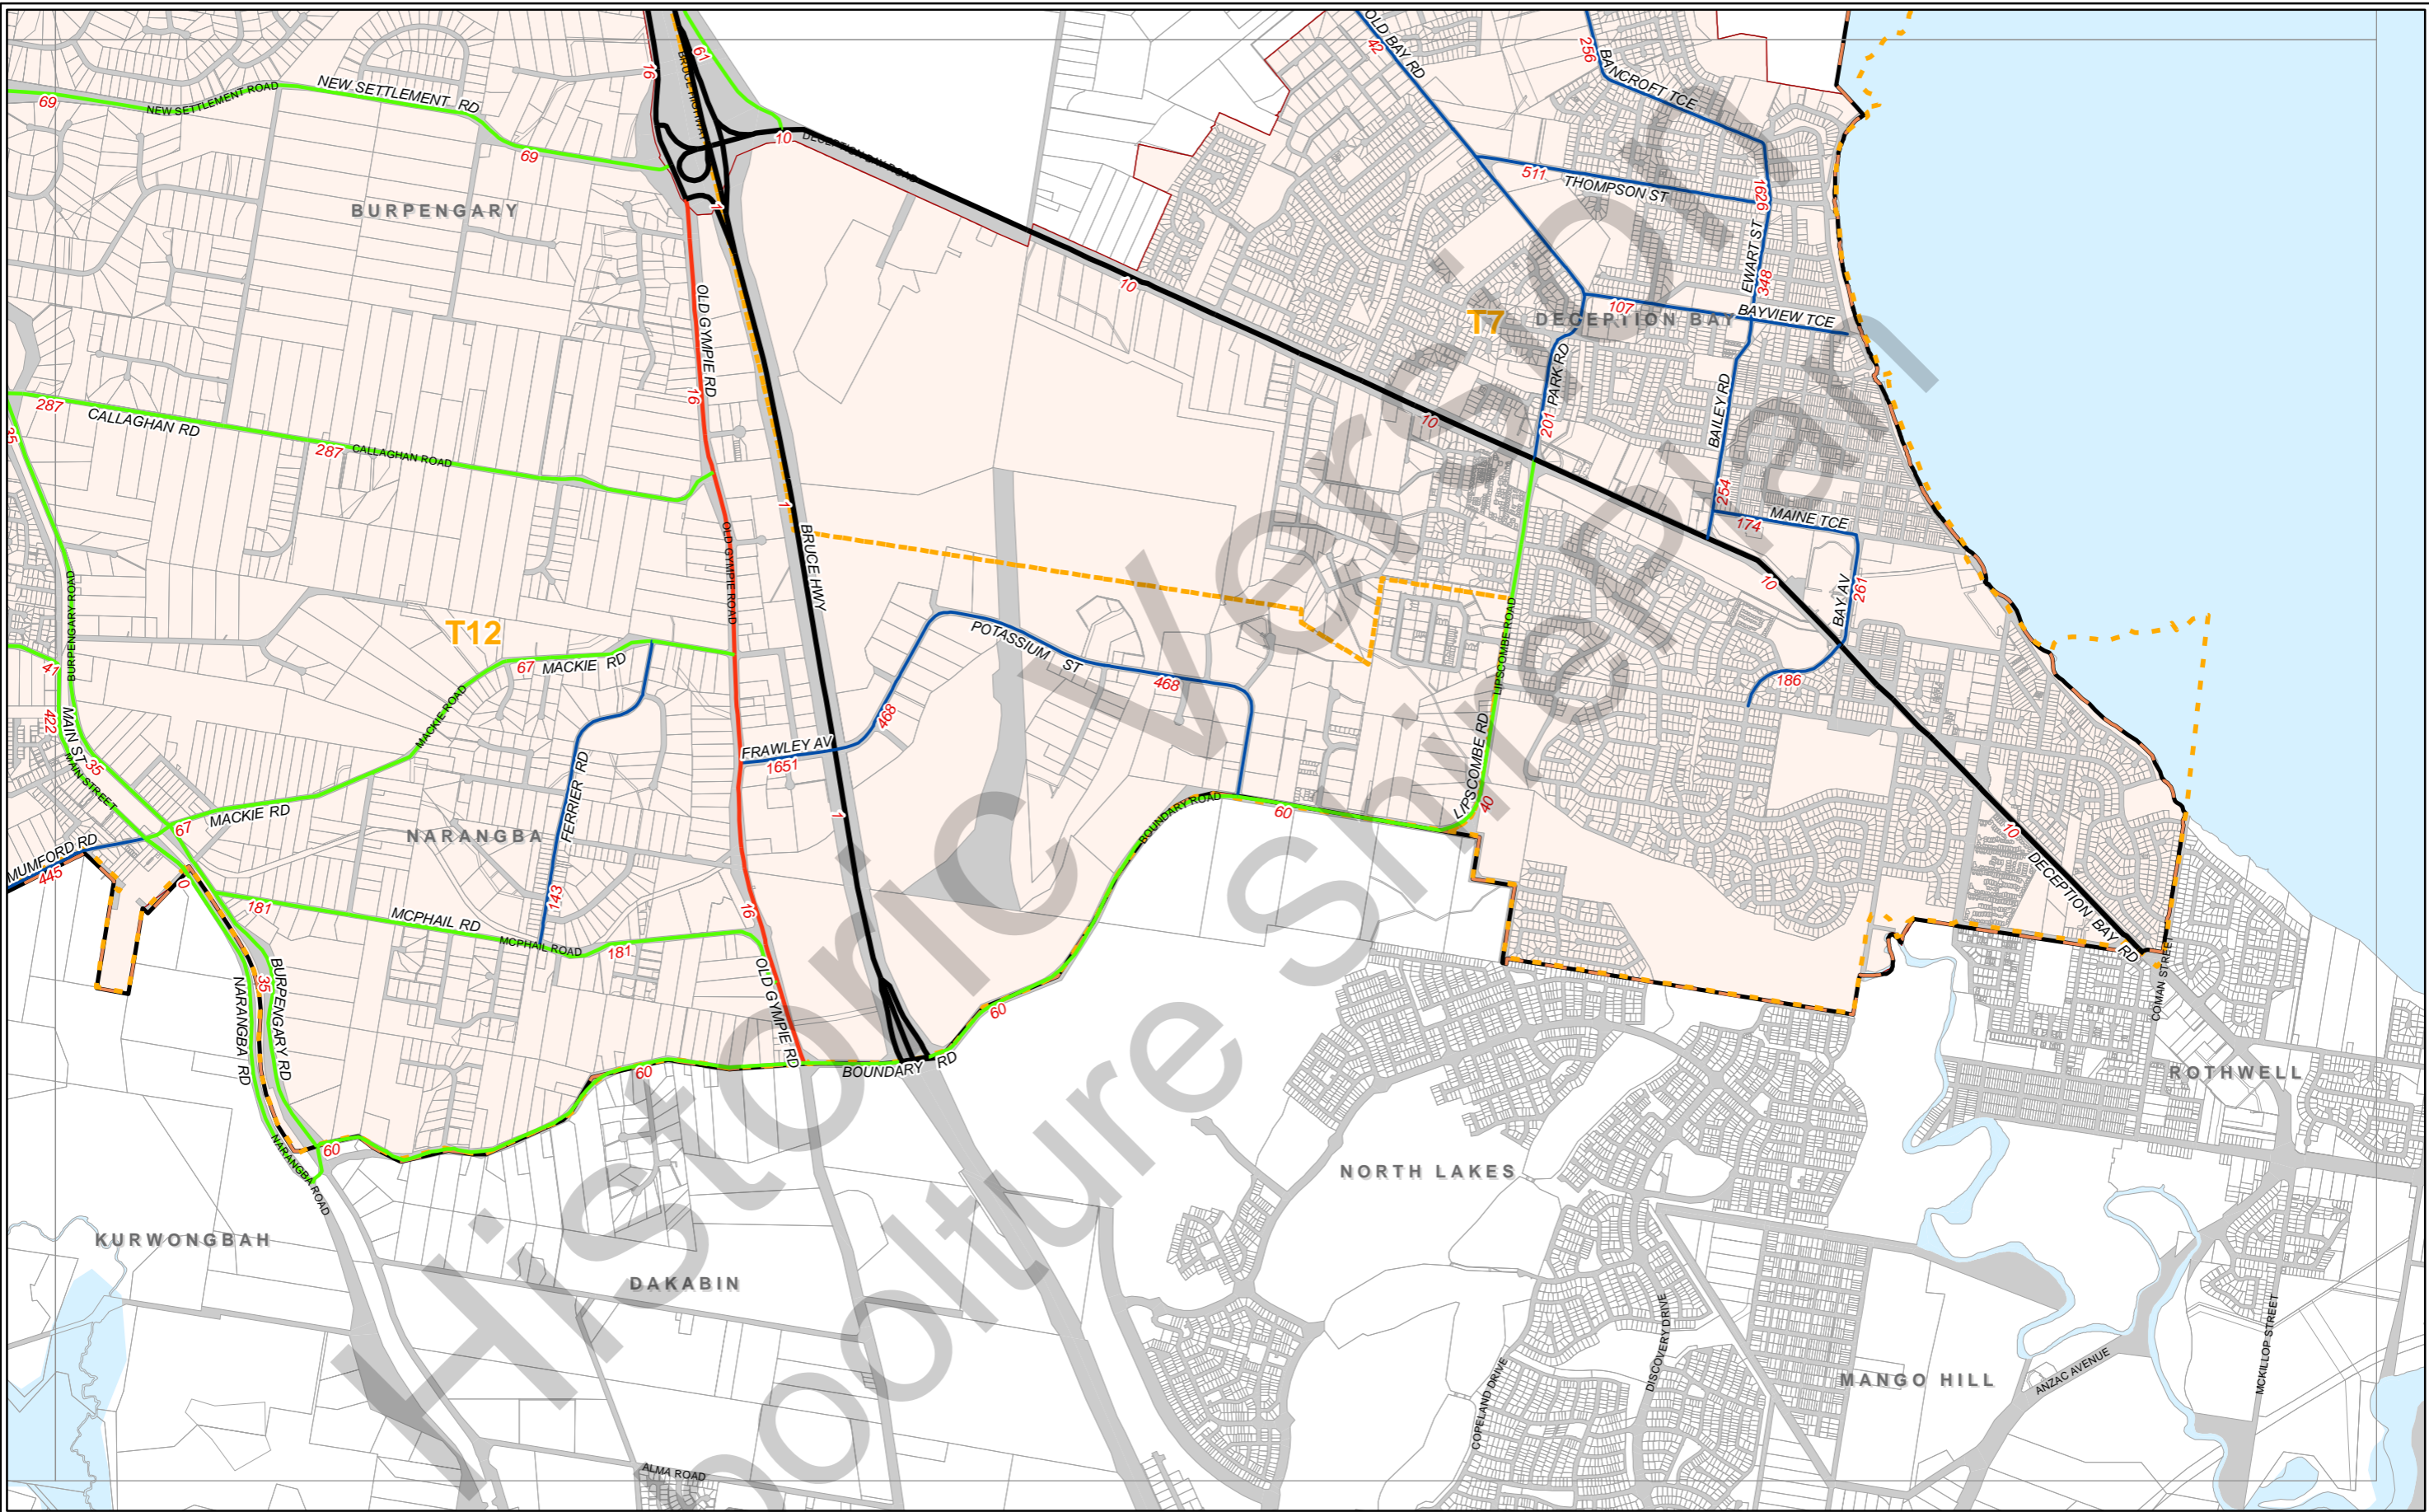 OLD BAY RD
42
256
BANCROFT TCE
16
61
BRUCE HIGHWAY
69
NEW SETTLEMENT ROAD
NEW SETTLEMENT RD
69
10
DECEPTION BAY ROAD
511
THOMPSON ST
1626
BURPENGARY
1
EWART ST
348
10
OLD GYMPIE RD
107
BAYVIEW TCE
T7
DECEPTION BAY
PARK RD
201
16
BAILEY RD
287
CALLAGHAN RD
35
287
CALLAGHAN ROAD
10
254
174
MAINE TCE
1
BRUCE HWY
OLD GYMPIE ROAD
10
BAY AV
261
BURPENGARY ROAD
T12
POTASSIUM ST
LIPSCOMBE ROAD
41
67
MACKIE RD
468
186
MACKIE ROAD
422
MAIN ST
468
FRAWLEY AV
1651
LIPSCOMBE RD
35
MAIN STREET
FERRIER RD
BOUNDARY ROAD
60
40
1
10
MACKIE RD
67
NARANGBA
MUMFORD RD
445
0
DECEPTION BAY RD
143
181
MCPHAIL RD
16
MCPHAIL ROAD
181
35
BURPENGARY RD
NARANGBA RD
OLD GYMPIE RD
COMAN STREET
60
60
BOUNDARY RD
ROTHWELL
60
NARANGBA ROAD
NORTH LAKES
KURWONGBAH
DAKABIN
DISCOVERY DRIVE
COPELAND DRIVE
MANGO HILL
ANZAC AVENUE
MCKILLOP STREET
ALMA ROAD
Historic Version
oolture ShirePlan